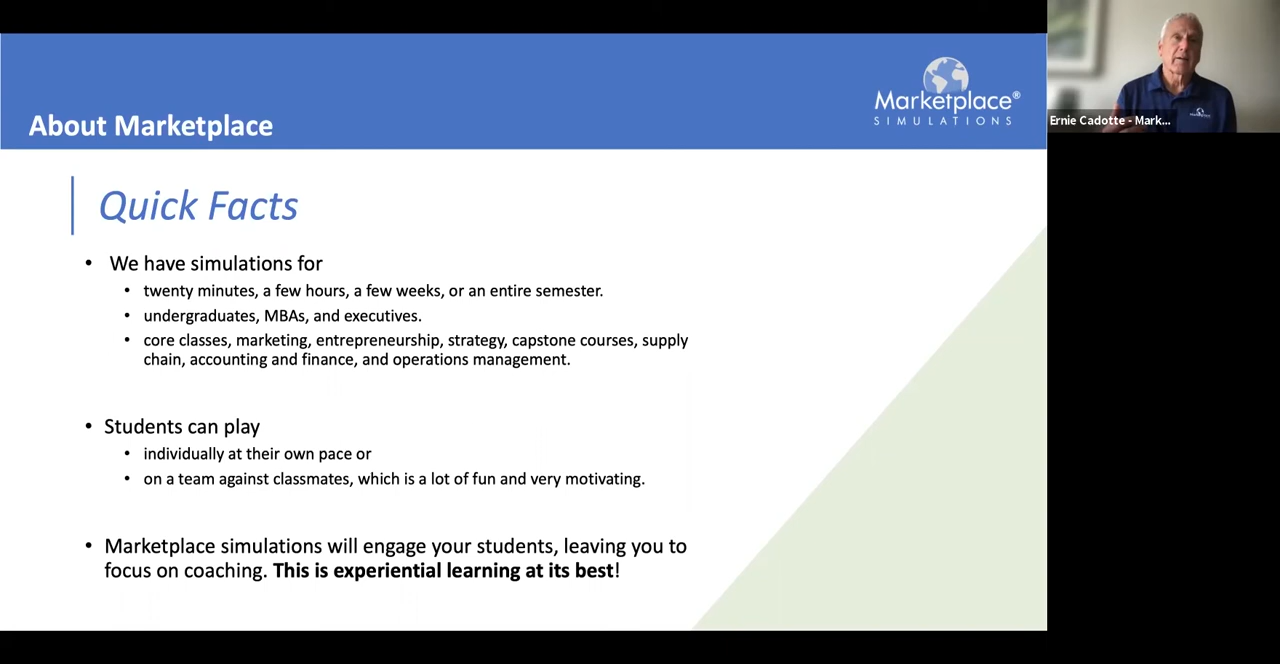 Marketplace®
SIMULATIONS
About Marketplace
Ernie Cadotte - Mark...
Quick Facts
• We have simulations for
• twenty minutes, a few hours, a few weeks, or an entire semester.
• undergraduates, MBAs, and executives.
• core classes, marketing, entrepreneurship, strategy, capstone courses, supply
chain, accounting and finance, and operations management.
• Students can play
• individually at their own pace or
• on a team against classmates, which is a lot of fun and very motivating.
• Marketplace simulations will engage your students, leaving you to
focus on coaching. This is experiential learning at its best!